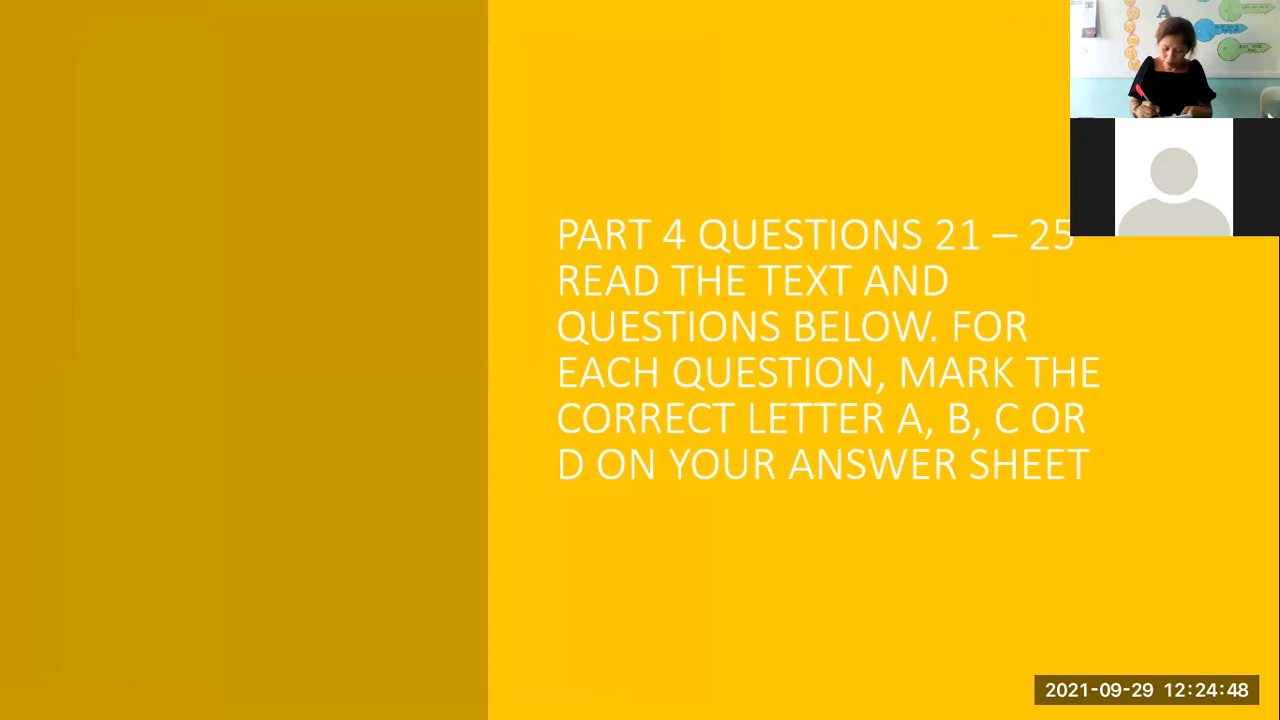 PART 4 QUESTIONS 21 – 25
READ THE TEXT AND
QUESTIONS BELOW. FOR
EACH QUESTION, MARK THE
CORRECT LETTER A, B, C OR
D ON YOUR ANSWER SHEET
A
2021-09-29 12:24:48